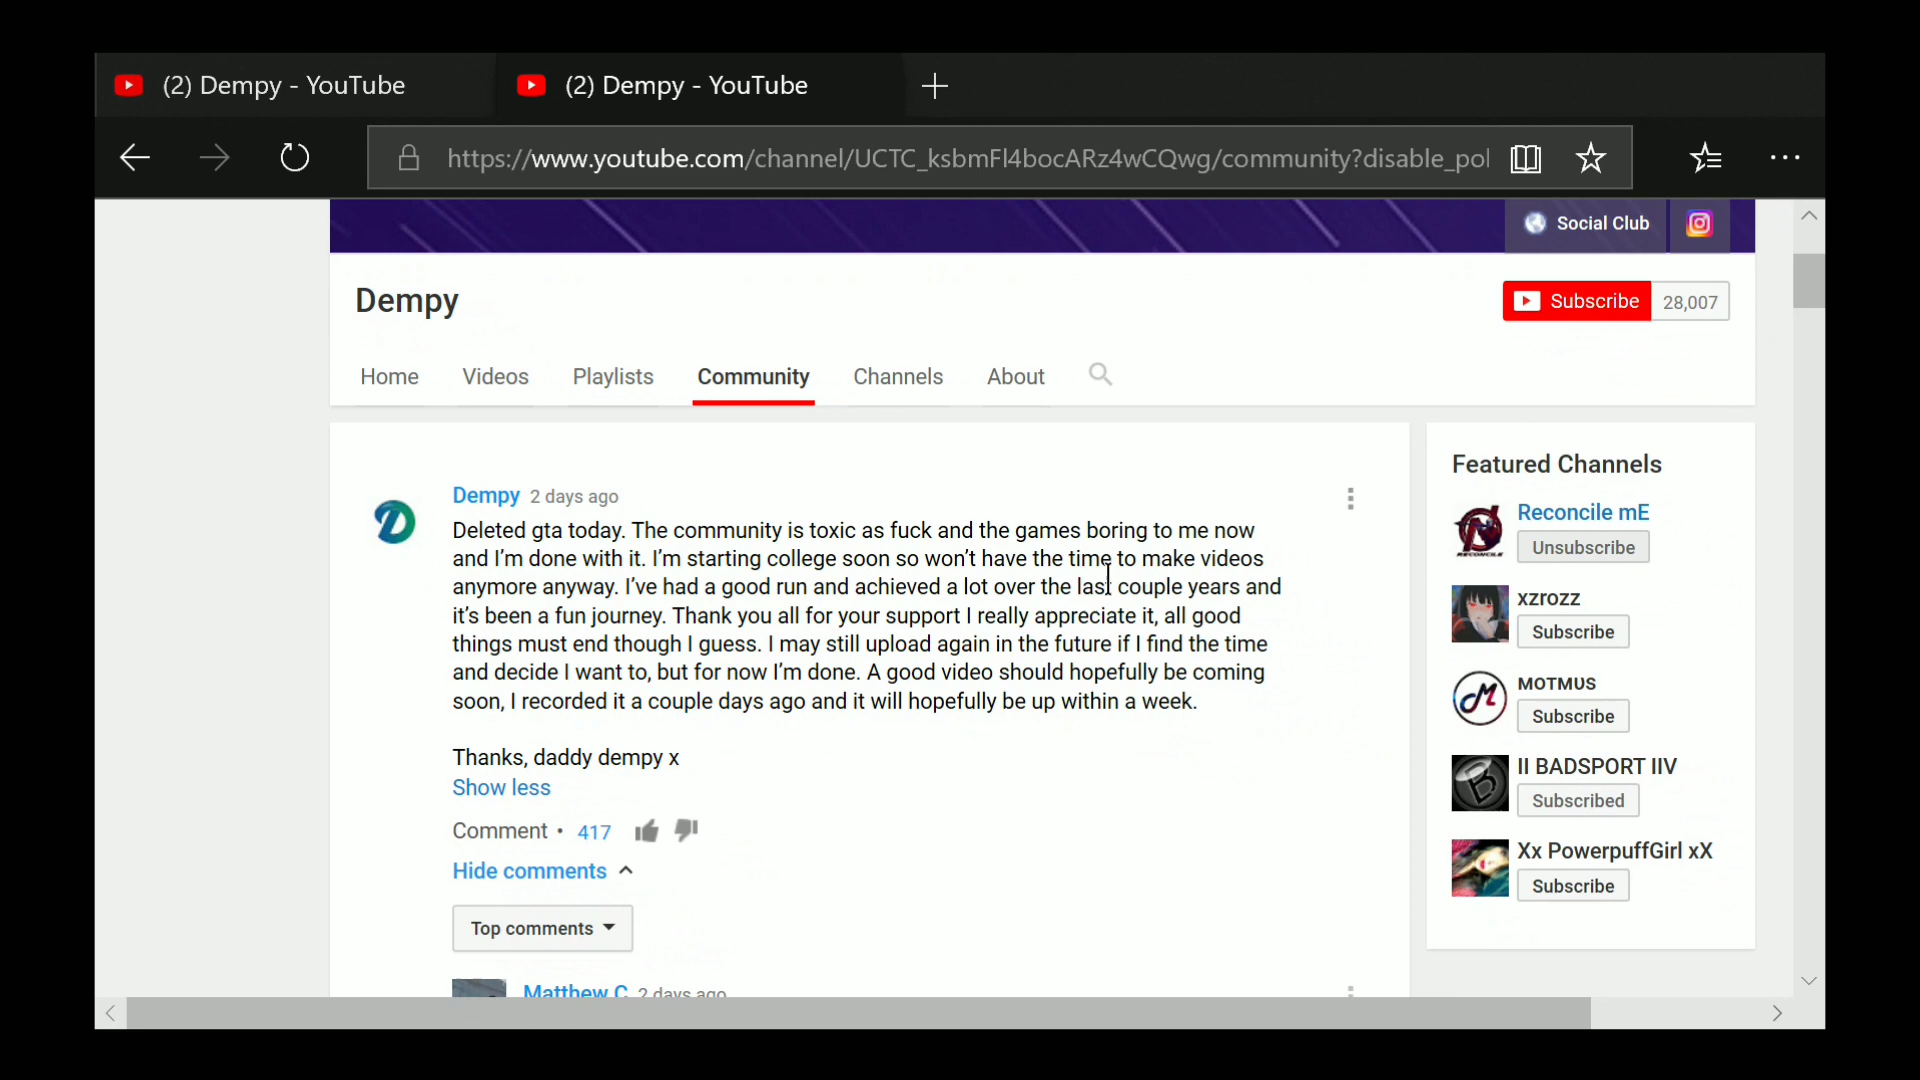 (2) Dempy - YouTube
(2) Dempy - YouTube
https://www.youtube.com/channel/UCTC_ksbmFl4bocARz4wCQwg/community?disable_pol
Social Club
Dempy
Subscribe 28,007
Home Videos Playlists Community Channels About
Dempy 2 days ago
Deleted gta today. The community is toxic as fuck and the games boring to me now
and I'm done with it. I'm starting college soon so won't have the time to make videos
anymore anyway. I've had a good run and achieved a lot over the last couple years and
it's been a fun journey. Thank you all for your support I really appreciate it, all good
things must end though I guess. I may still upload again in the future if I find the time
and decide I want to, but for now I'm done. A good video should hopefully be coming
soon, I recorded it a couple days ago and it will hopefully be up within a week.
Thanks, daddy dempy x
Show less
Comment • 417
Hide comments
Top comments
Matthew C 2 days ago
Featured Channels
Reconcile mE
Unsubscribe
xzrozz
Subscribe
MOTMUS
Subscribe
II BADSPORT IIV
Subscribed
Xx PowerpuffGirl xX
Subscribe